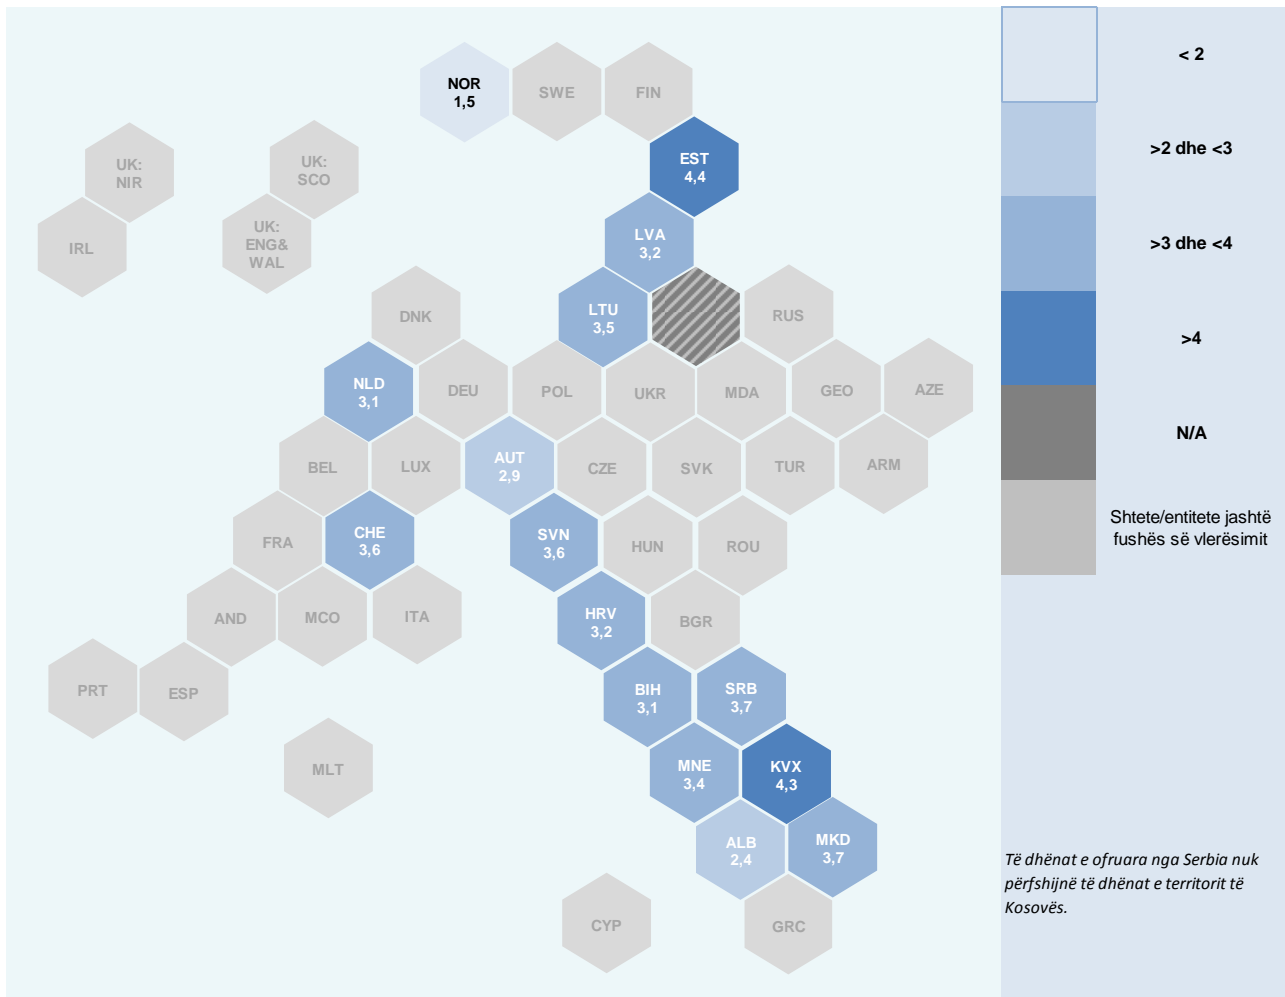 NOR
1,5
SWE
FIN
EST
4,4
UK:
NIR
UK:
SCO
IRL
UK:
ENG&
WAL
LVA
3,2
DNK
LTU
3,5
RUS
NLD
3,1
DEU
POL
UKR
MDA
GEO
AZE
BEL
LUX
AUT
2,9
CZE
SVK
TUR
ARM
FRA
CHE
3,6
SVN
3,6
HUN
ROU
AND
MCO
ITA
HRV
3,2
BGR
PRT
ESP
BIH
3,1
SRB
3,7
MLT
MNE
3,4
KVX
4,3
ALB
2,4
MKD
3,7
CYP
GRC
< 2
>2 dhe <3
>3 dhe <4
>4
N/A
Shtete/entitete jashtë
fushës së vlerësimit
Të dhënat e ofruara nga Serbia nuk
përfshijnë të dhënat e territorit të
Kosovës.